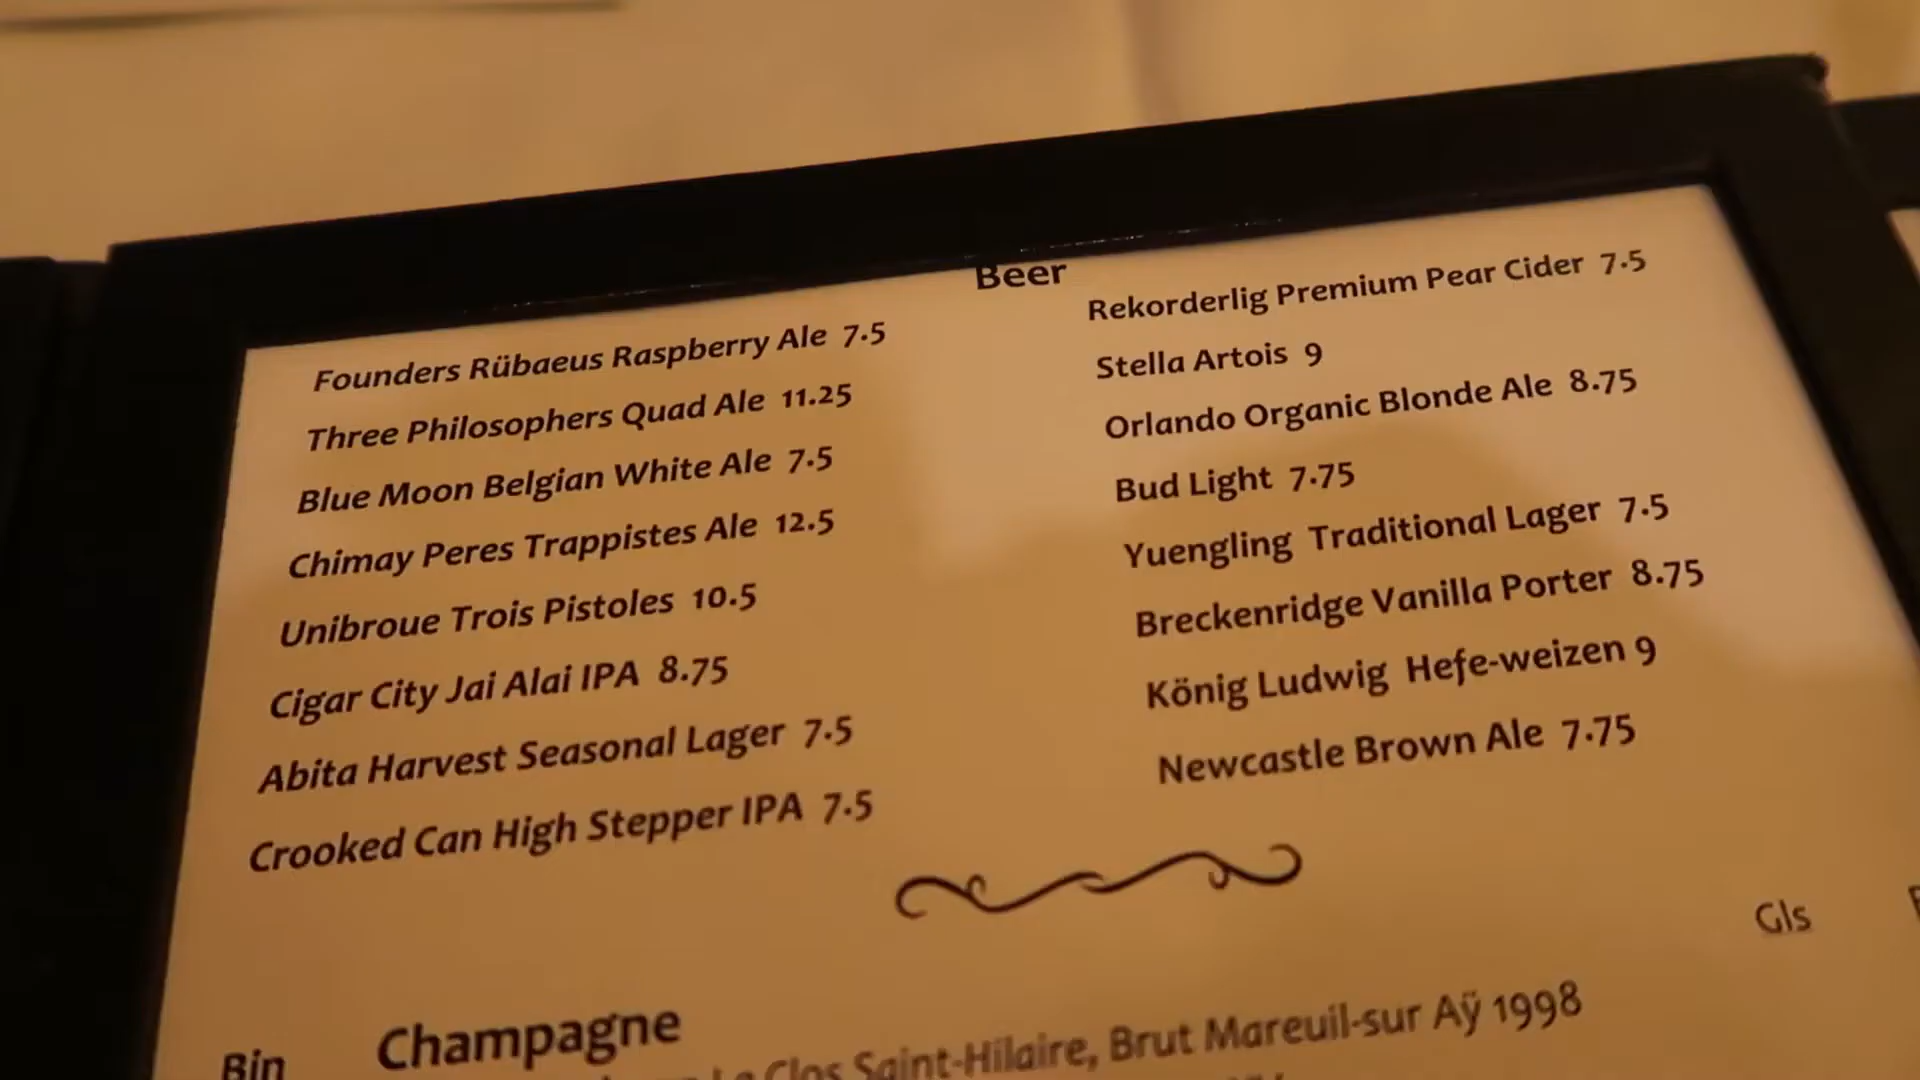 Beer
Founders Rübaeus Raspberry Ale 7.5
Three Philosophers Quad Ale 11.25
Blue Moon Belgian White Ale 7.5
Chimay Peres Trappistes Ale 12.5
Unibroue Trois Pistoles 10.5
Cigar City Jai Alai IPA 8.75
Abita Harvest Seasonal Lager 7.5
Crooked Can High Stepper IPA 7.5
Rekorderlig Premium Pear Cider 7.5
Stella Artois 9
Orlando Organic Blonde Ale 8.75
Bud Light 7.75
Yuengling Traditional Lager 7.5
Breckenridge Vanilla Porter 8.75
König Ludwig Hefe-weizen 9
Newcastle Brown Ale 7.75
Gls
Bin Champagne
Clos Saint-Hilaire, Brut Mareuil-sur Aÿ 1998